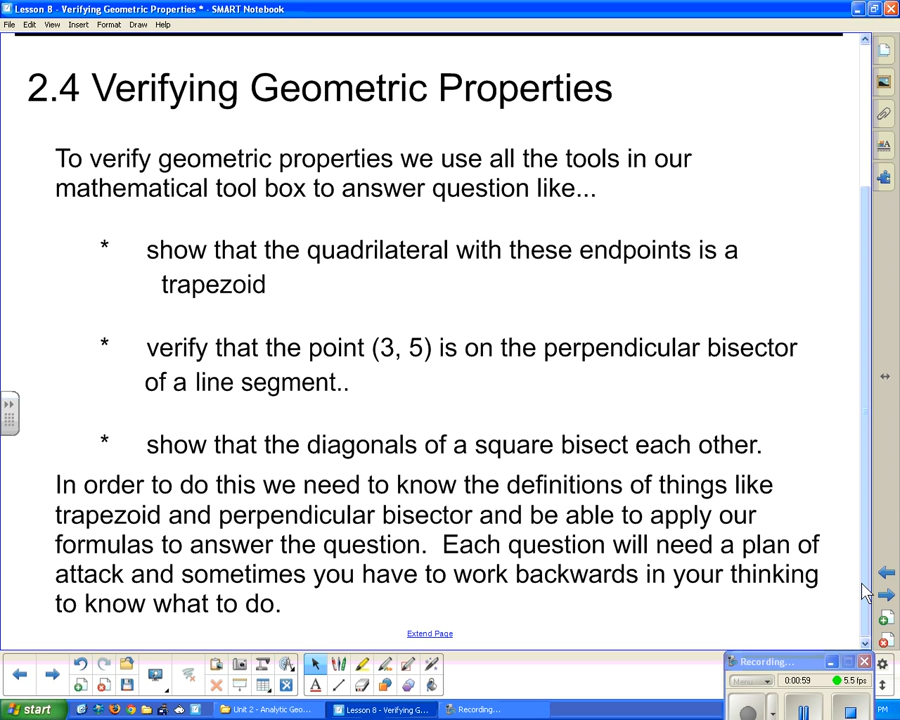 Lesson 8 - Verifying Geometric Properties * - SMART Notebook
File Edit View Insert Format Draw Help
2.4 Verifying Geometric Properties
To verify geometric properties we use all the tools in our
mathematical tool box to answer question like...
* show that the quadrilateral with these endpoints is a
trapezoid
* verify that the point (3, 5) is on the perpendicular bisector
of a line segment..
* show that the diagonals of a square bisect each other.
In order to do this we need to know the definitions of things like
trapezoid and perpendicular bisector and be able to apply our
formulas to answer the question. Each question will need a plan of
attack and sometimes you have to work backwards in your thinking
to know what to do.
Extend Page
Recording...
Menu
0:00:59 5.5 fps
start Unit 2 - Analytic Geo... Lesson 8 - Verifying G... Recording... PM